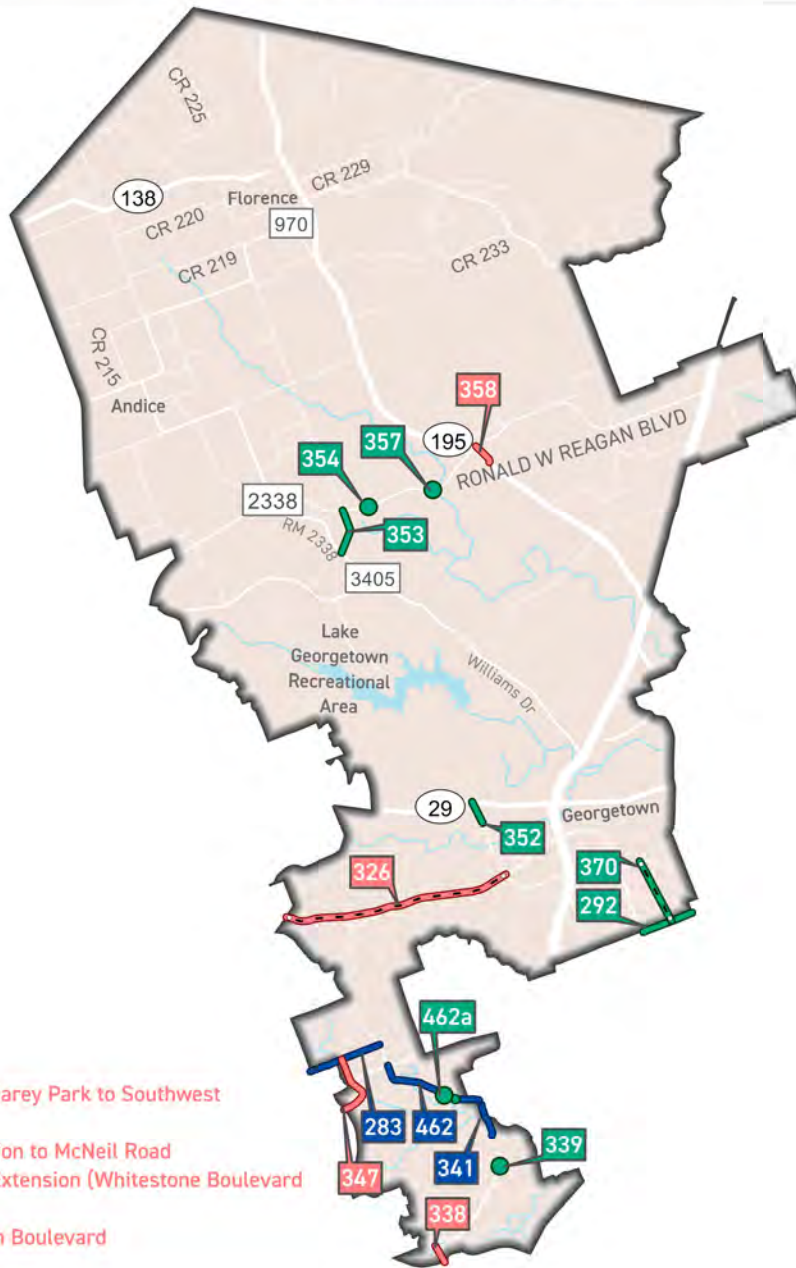 CR 225
138
Florence
CR 229
CR 220
970
CR 219
CR 233
CR 215
Andice
358
195
357
354
RONALD W REAGAN BLVD
2338
RM 2338
353
3405
Lake
Georgetown
Recreational
Area
Williams Dr
29
Georgetown
352
370
326
292
462a
arey Park to Southwest
283
462
339
on to McNeil Road
341
347
Extension (Whitestone Boulevard
338
Boulevard